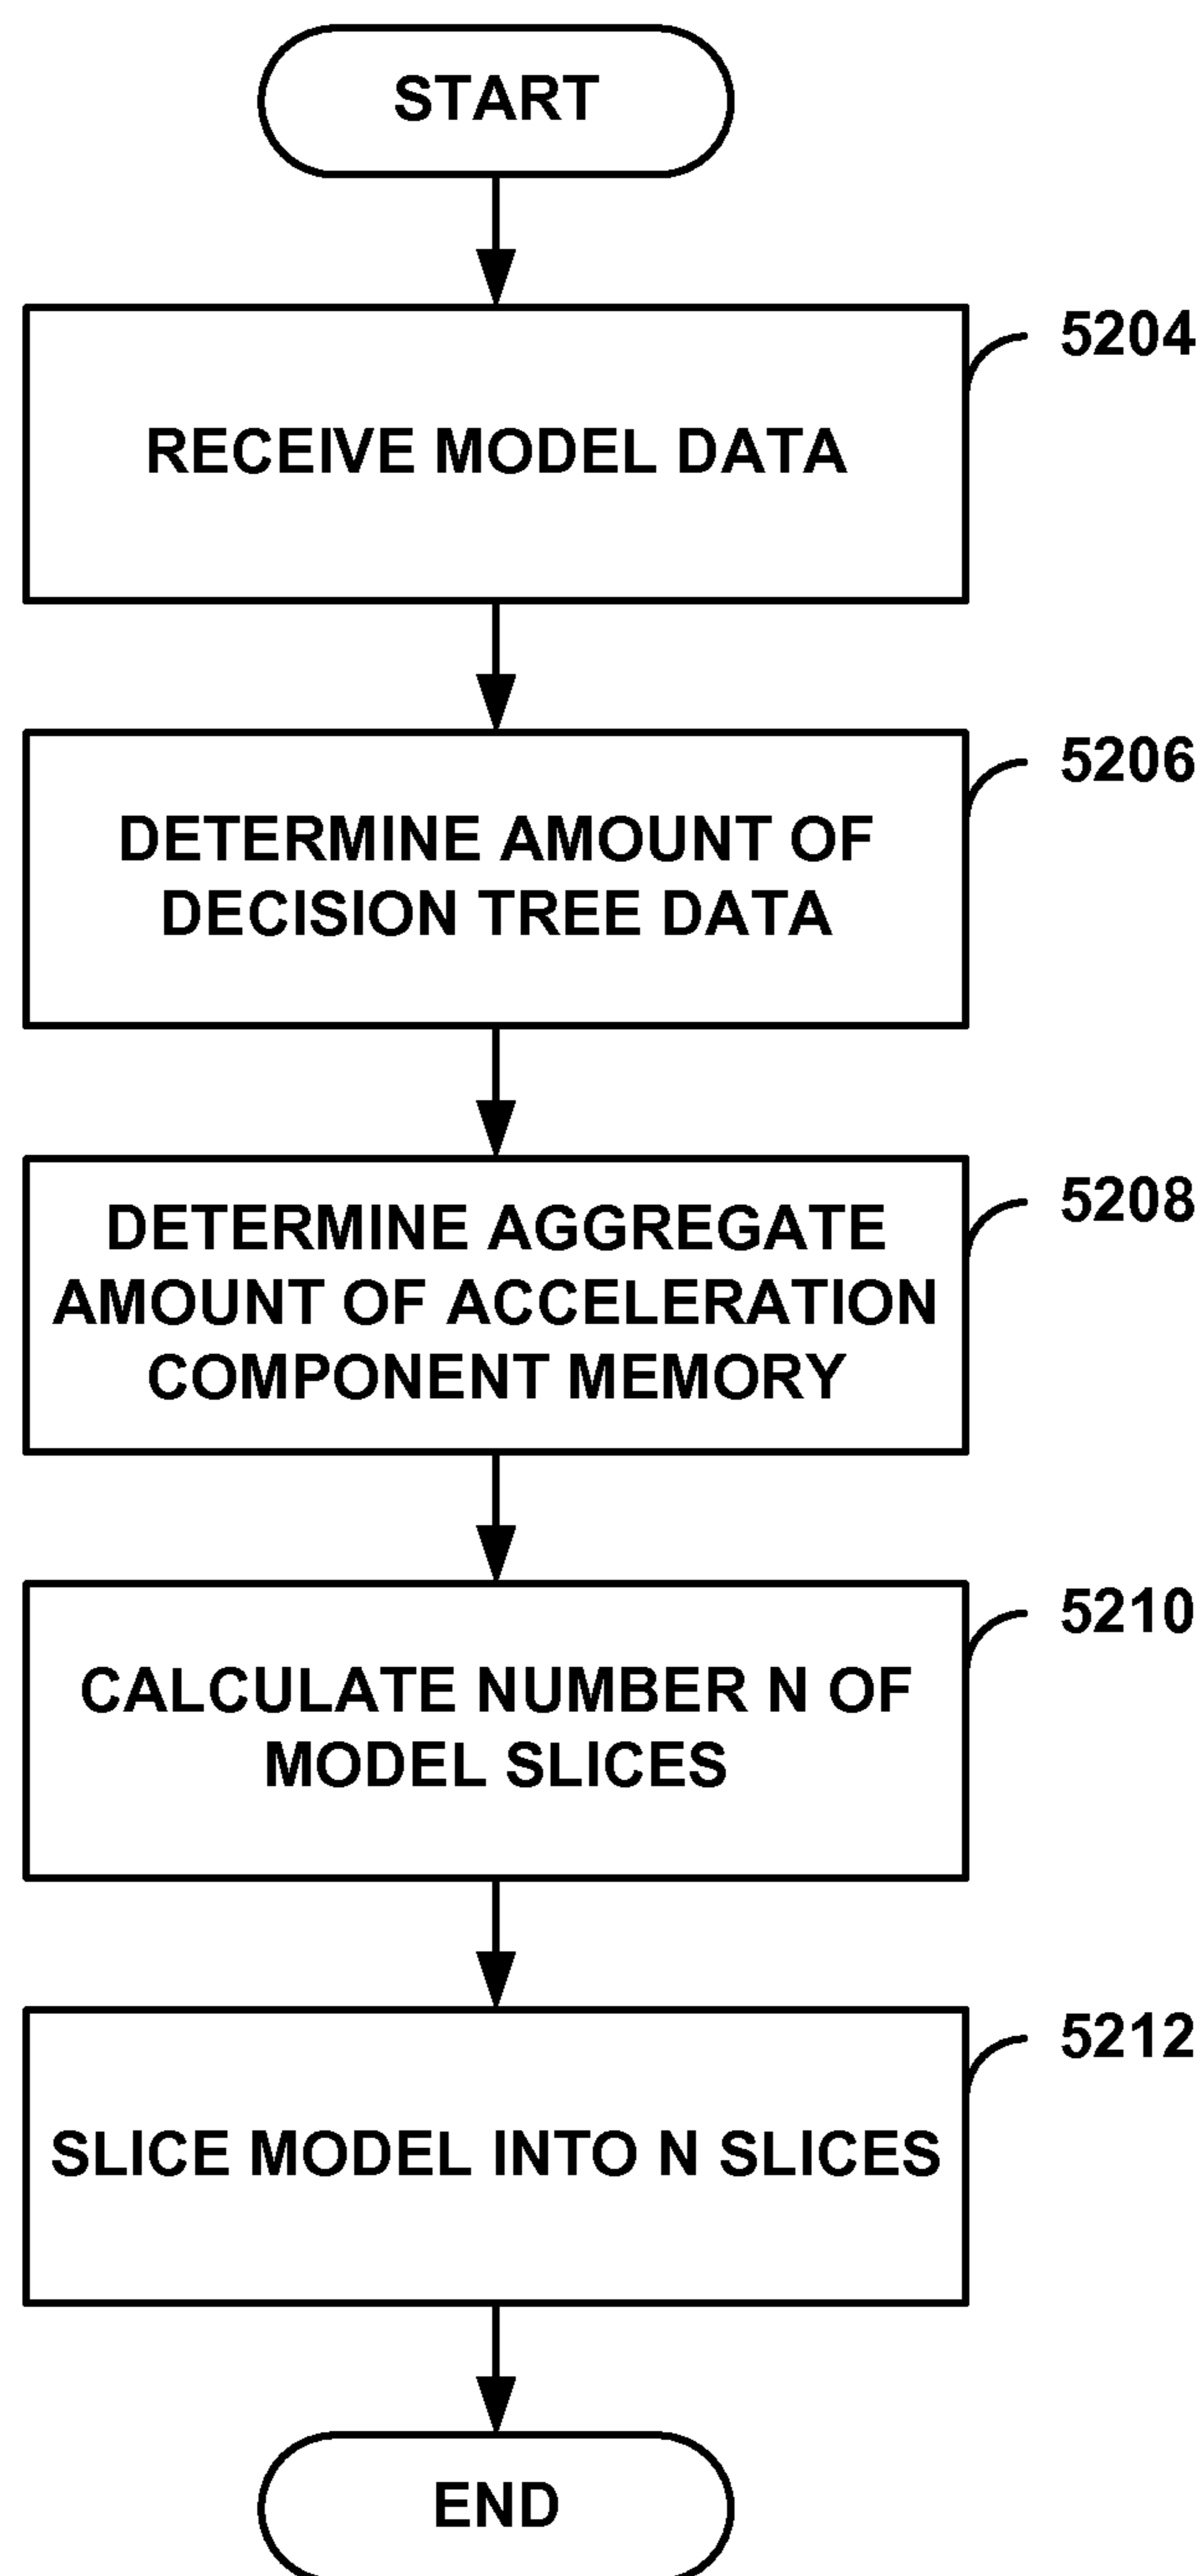 START
RECEIVE MODEL DATA
5204
DETERMINE AMOUNT OF
DECISION TREE DATA
5206
DETERMINE AGGREGATE
AMOUNT OF ACCELERATION
COMPONENT MEMORY
5208
CALCULATE NUMBER N OF
MODEL SLICES
5210
SLICE MODEL INTO N SLICES
5212
END